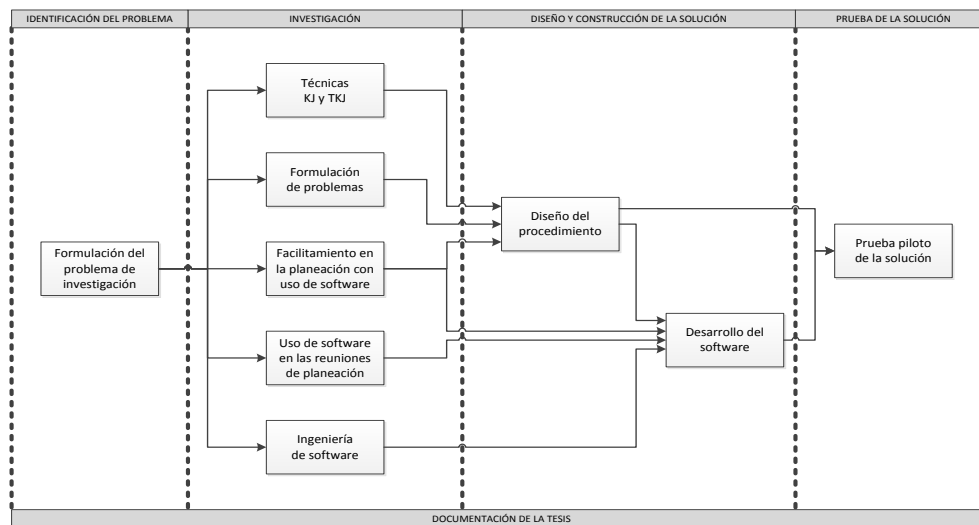 IDENTIFICACIÓN DEL PROBLEMA
INVESTIGACIÓN
DISEÑO Y CONSTRUCCIÓN DE LA SOLUCIÓN
PRUEBA DE LA SOLUCIÓN
Formulación del
problema de
investigación
Técnicas
KJ y TKJ
Formulación
de problemas
Facilitamiento en
la planeación con
uso de software
Uso de software
en las reuniones
de planeación
Ingeniería
de software
Diseño del
procedimiento
Desarrollo del
software
Prueba piloto
de la solución
DOCUMENTACIÓN DE LA TESIS